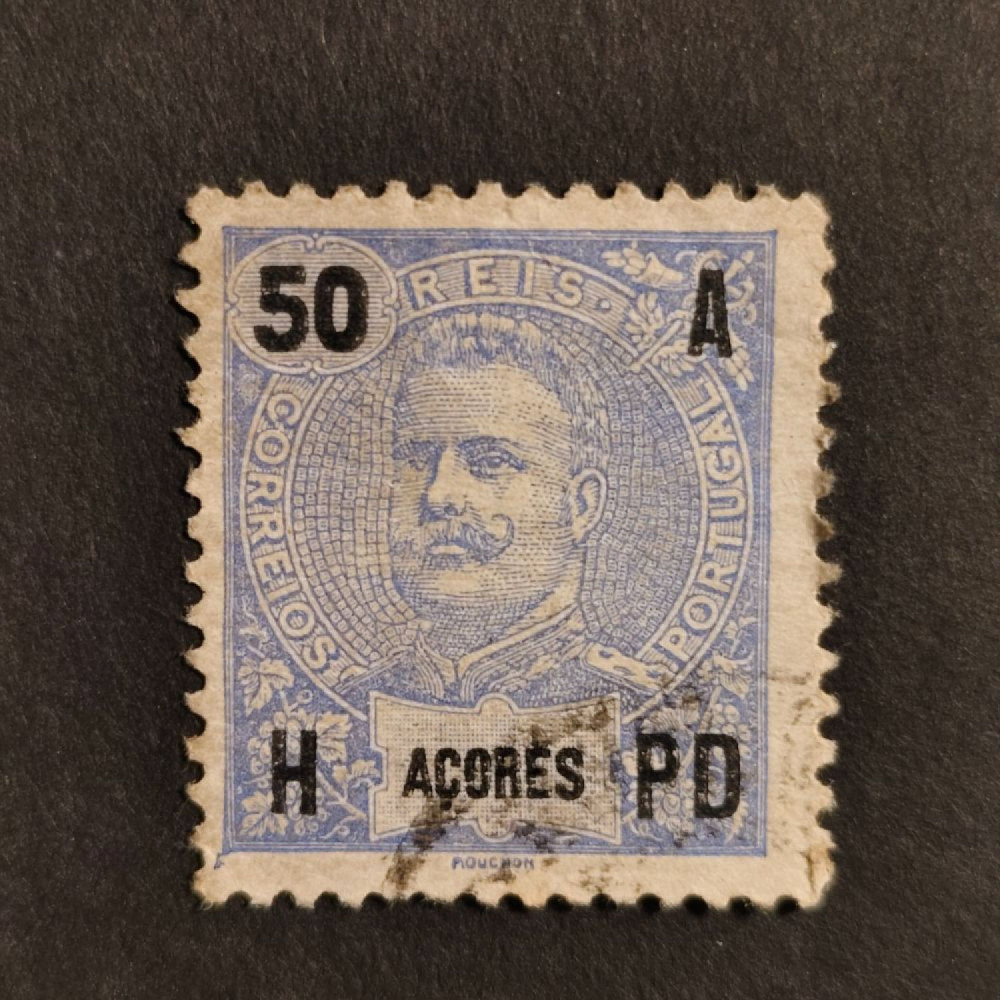 50 REIS. A
CORREIOS
PORTUGAL
H AÇORES PD
MOUCHON